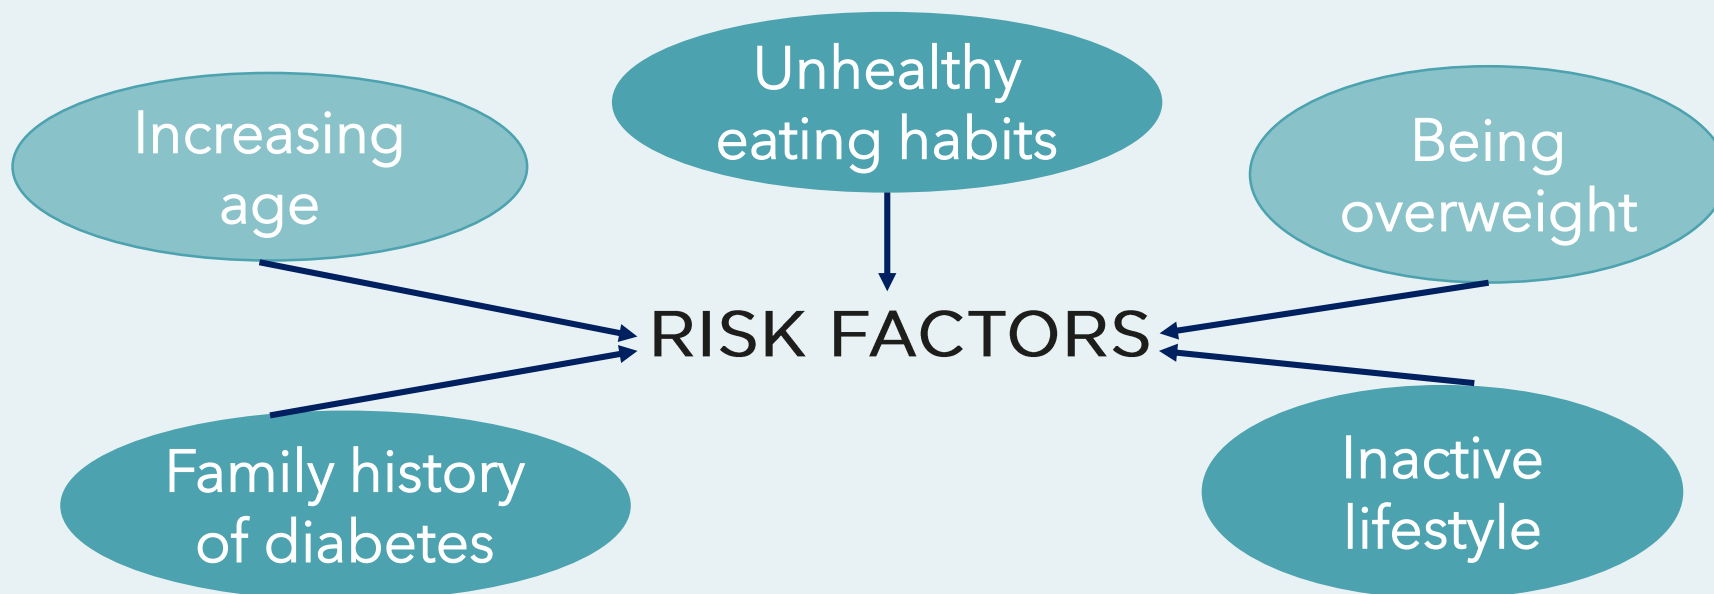 Unhealthy
eating habits
Increasing
age
Being
overweight
RISK FACTORS
Family history
of diabetes
Inactive
lifestyle